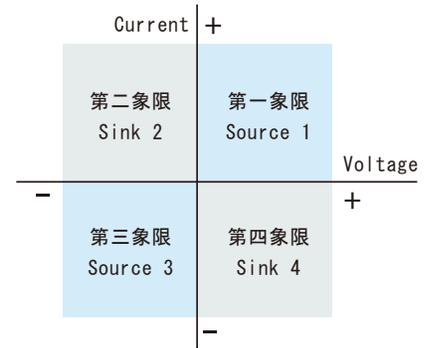 Current +
第二象限 第一象限
Sink 2 Source 1
Voltage
- +
第三象限 第四象限
Source 3 Sink 4
-